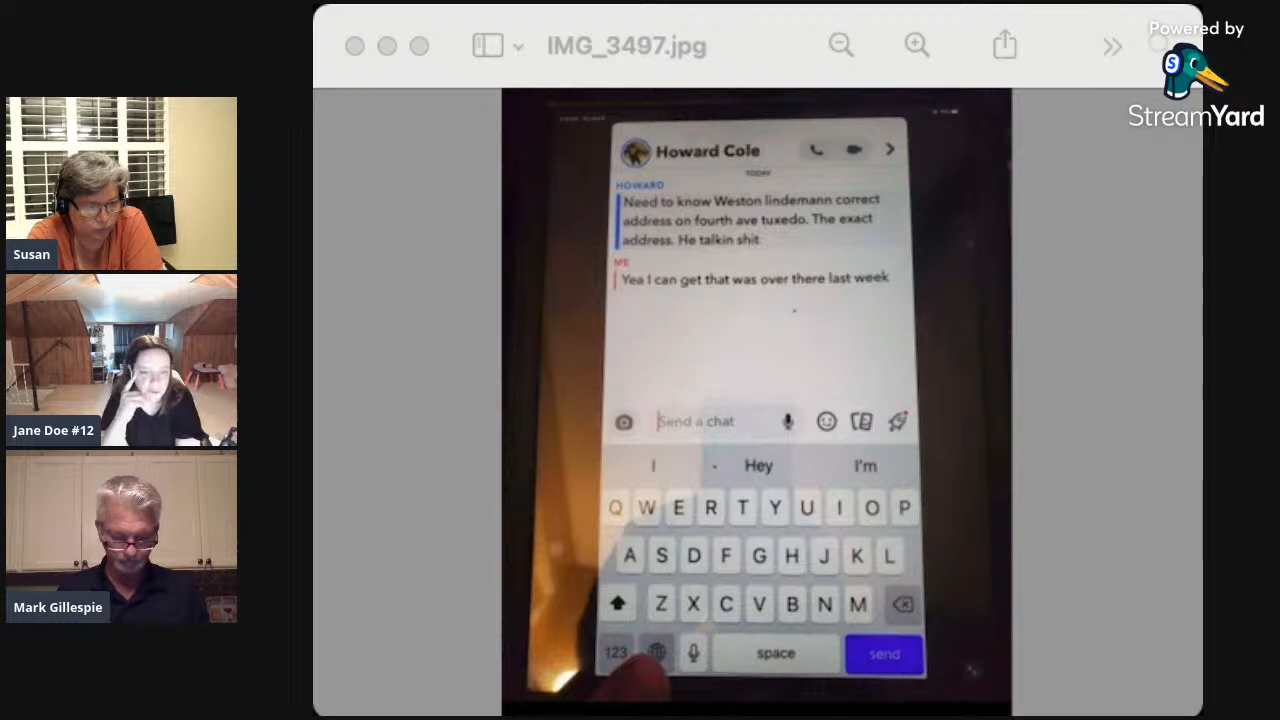 IMG_3497.jpg
Powered by
StreamYard
Howard Cole
TODAY
HOWARD
Need to know Weston lindemann correct
address on fourth ave tuxedo. The exact
address. He talkin shit
ME
Yea I can get that was over there last week
Send a chat
I
Hey
I'm
Q W E R T Y U I O P
A S D F G H J K L
Z X C V B N M
123
space
send
Susan
Jane Doe #12
Mark Gillespie